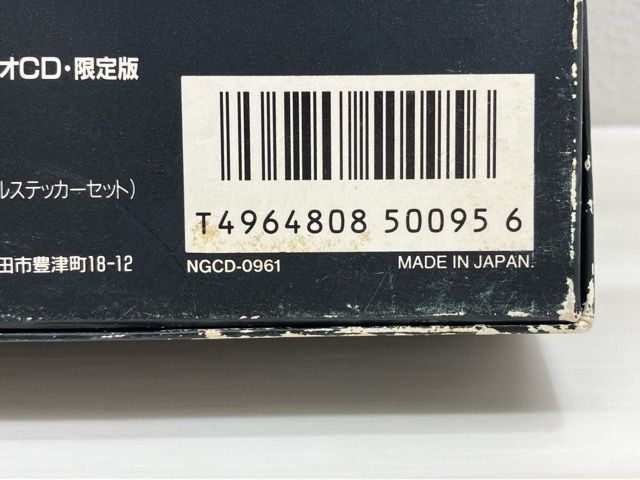 オCD・限定版
ルステッカーセット)
T4964808 50095 6
田市豊津町18-12
NGCD-0961
MADE IN JAPAN.